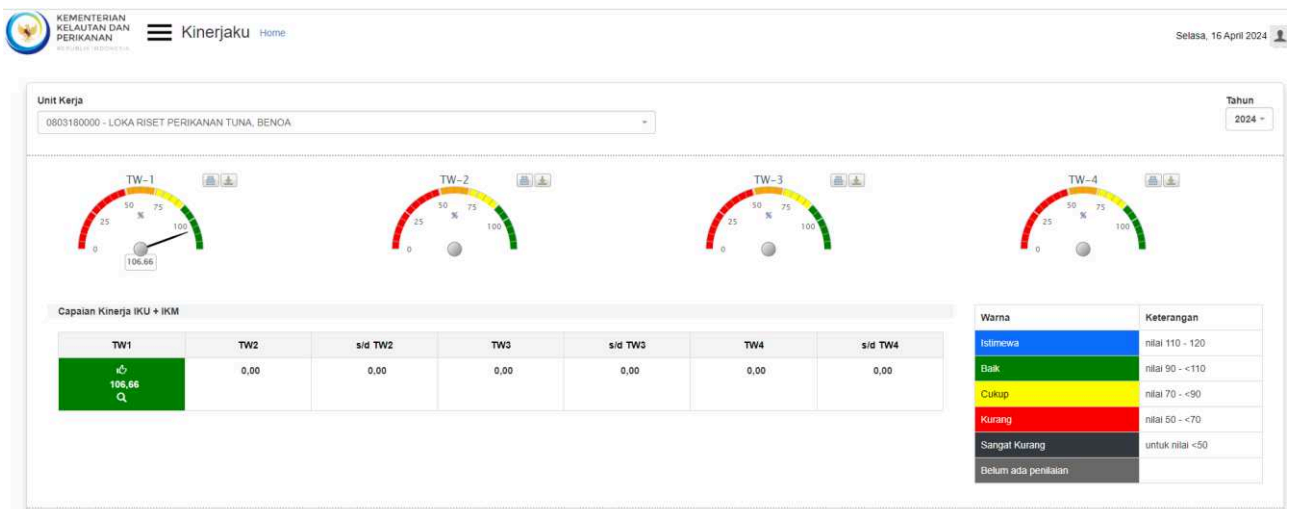 KEMENTERIAN
KELAUTAN DAN
PERIKANAN
REPUBLIK INDONESIA
Kinerjaku Home
Selasa, 16 April 2024
Unit Kerja
Tahun
0803180000 - LOKA RISET PERIKANAN TUNA, BENOA
2024
TW-1
0
25
50
75
100
%
106.66
TW-2
0
25
50
75
100
%
TW-3
0
25
50
75
100
%
TW-4
0
25
50
75
100
%
Capaian Kinerja IKU + IKM
TW1 TW2 s/d TW2 TW3 s/d TW3 TW4 s/d TW4
106,66 0,00 0,00 0,00 0,00 0,00 0,00
Warna Keterangan
Istimewa nilai 110 - 120
Baik nilai 90 - <110
Cukup nilai 70 - <90
Kurang nilai 50 - <70
Sangat Kurang untuk nilai <50
Belum ada penilaian